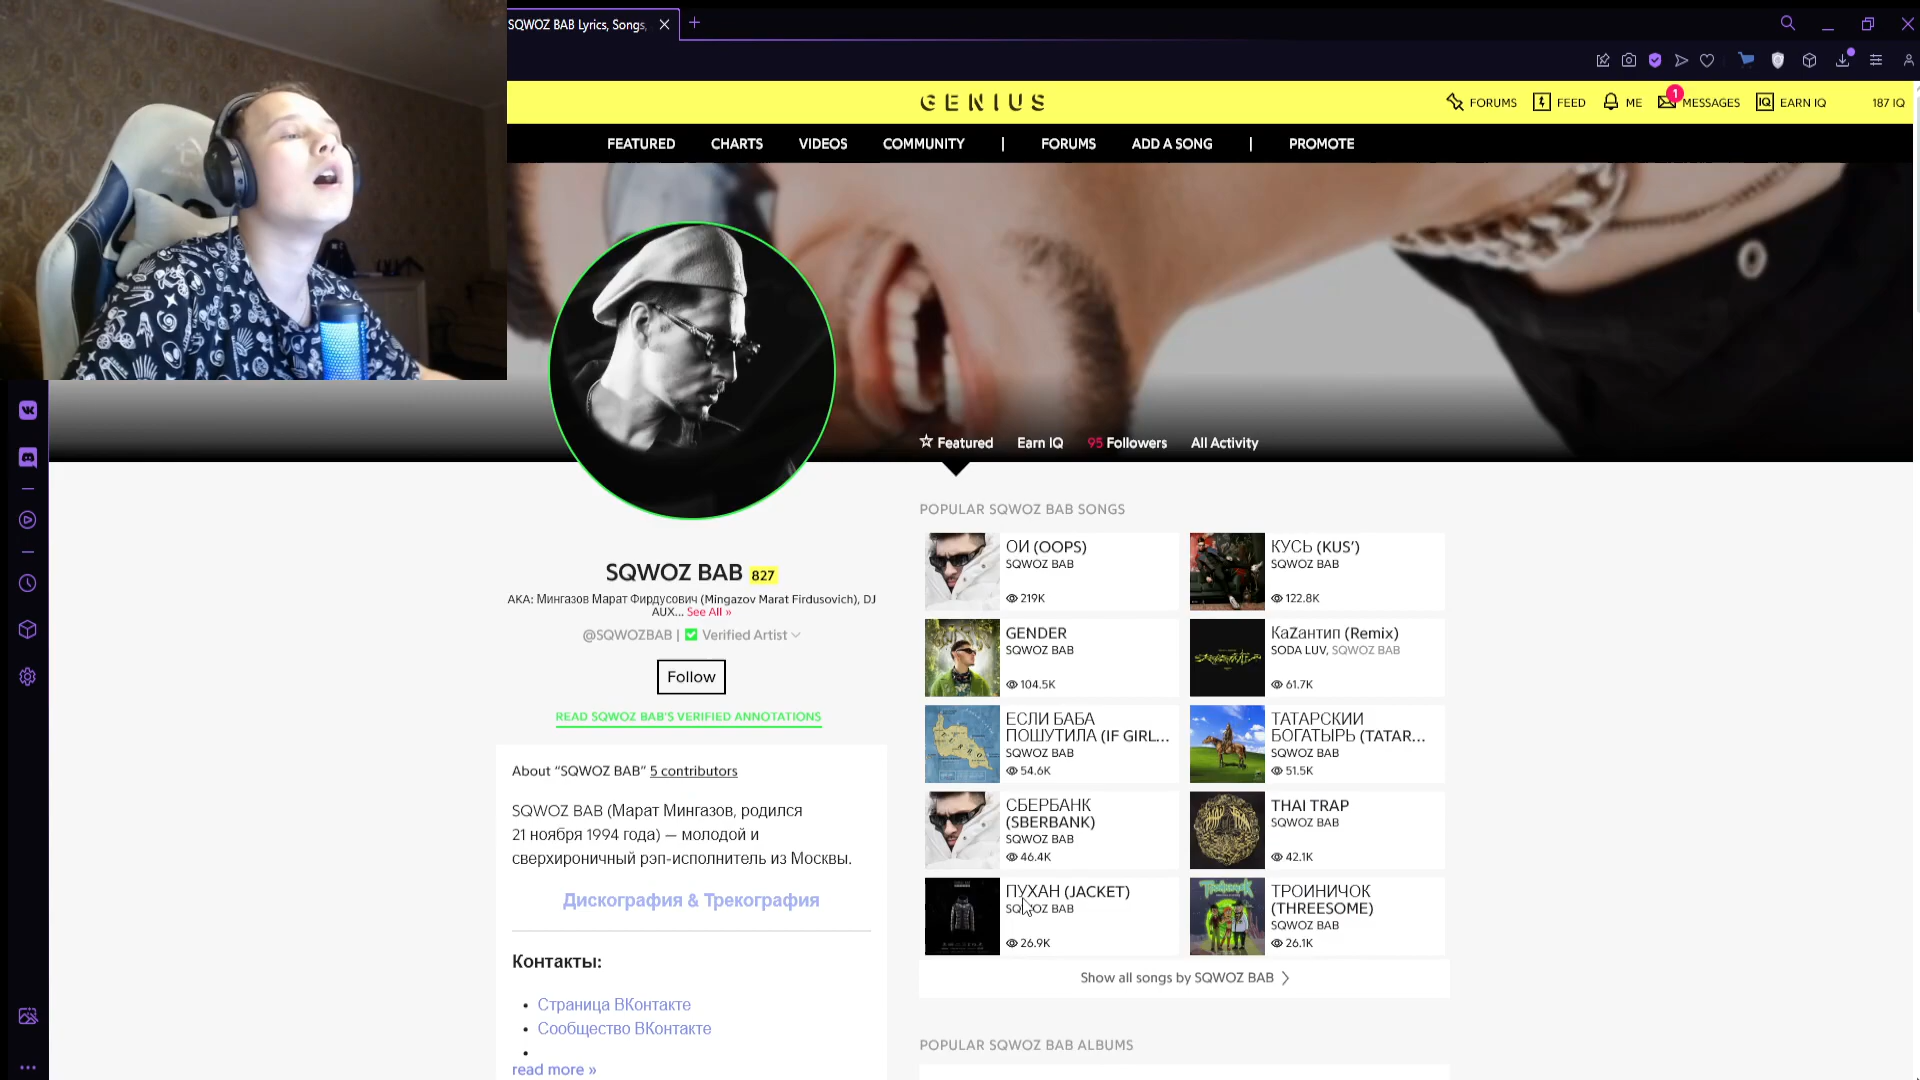 SQWOZ BAB Lyrics, Songs,
GENIUS
FORUMS
FEED
ME
1
MESSAGES
IQ
EARN IQ
187 IQ
FEATURED
CHARTS
VIDEOS
COMMUNITY
|
FORUMS
ADD A SONG
|
PROMOTE
Featured
Earn IQ
95 Followers
All Activity
SQWOZ BAB 827
AKA: Мингазов Марат Фирдусович (Mingazov Marat Firdusovich), DJ
AUX... See All »
@SQWOZBAB | Verified Artist
Follow
READ SQWOZ BAB'S VERIFIED ANNOTATIONS
About “SQWOZ BAB” 5 contributors
SQWOZ BAB (Марат Мингазов, родился
21 ноября 1994 года) — молодой и
сверхироничный рэп-исполнитель из Москвы.
Дискография & Трекография
Контакты:
• Страница ВКонтакте
• Сообщество ВКонтакте
•
read more »
POPULAR SQWOZ BAB SONGS
ОЙ (OOPS)
SQWOZ BAB
219K
КУСЬ (KUS’)
SQWOZ BAB
122.8K
GENDER
SQWOZ BAB
104.5K
КаZантип (Remix)
SODA LUV, SQWOZ BAB
61.7K
ЕСЛИ БАБА
ПОШУТИЛА (IF GIRL...
SQWOZ BAB
54.6K
ТАТАРСКИЙ
БОГАТЫРЬ (TATAR...
SQWOZ BAB
51.5K
СБЕРБАНК
(SBERBANK)
SQWOZ BAB
46.4K
THAI TRAP
SQWOZ BAB
42.1K
ПУХАН (JACKET)
SQWOZ BAB
26.9K
ТРОЙНИЧОК
(THREESOME)
SQWOZ BAB
26.1K
Show all songs by SQWOZ BAB
POPULAR SQWOZ BAB ALBUMS